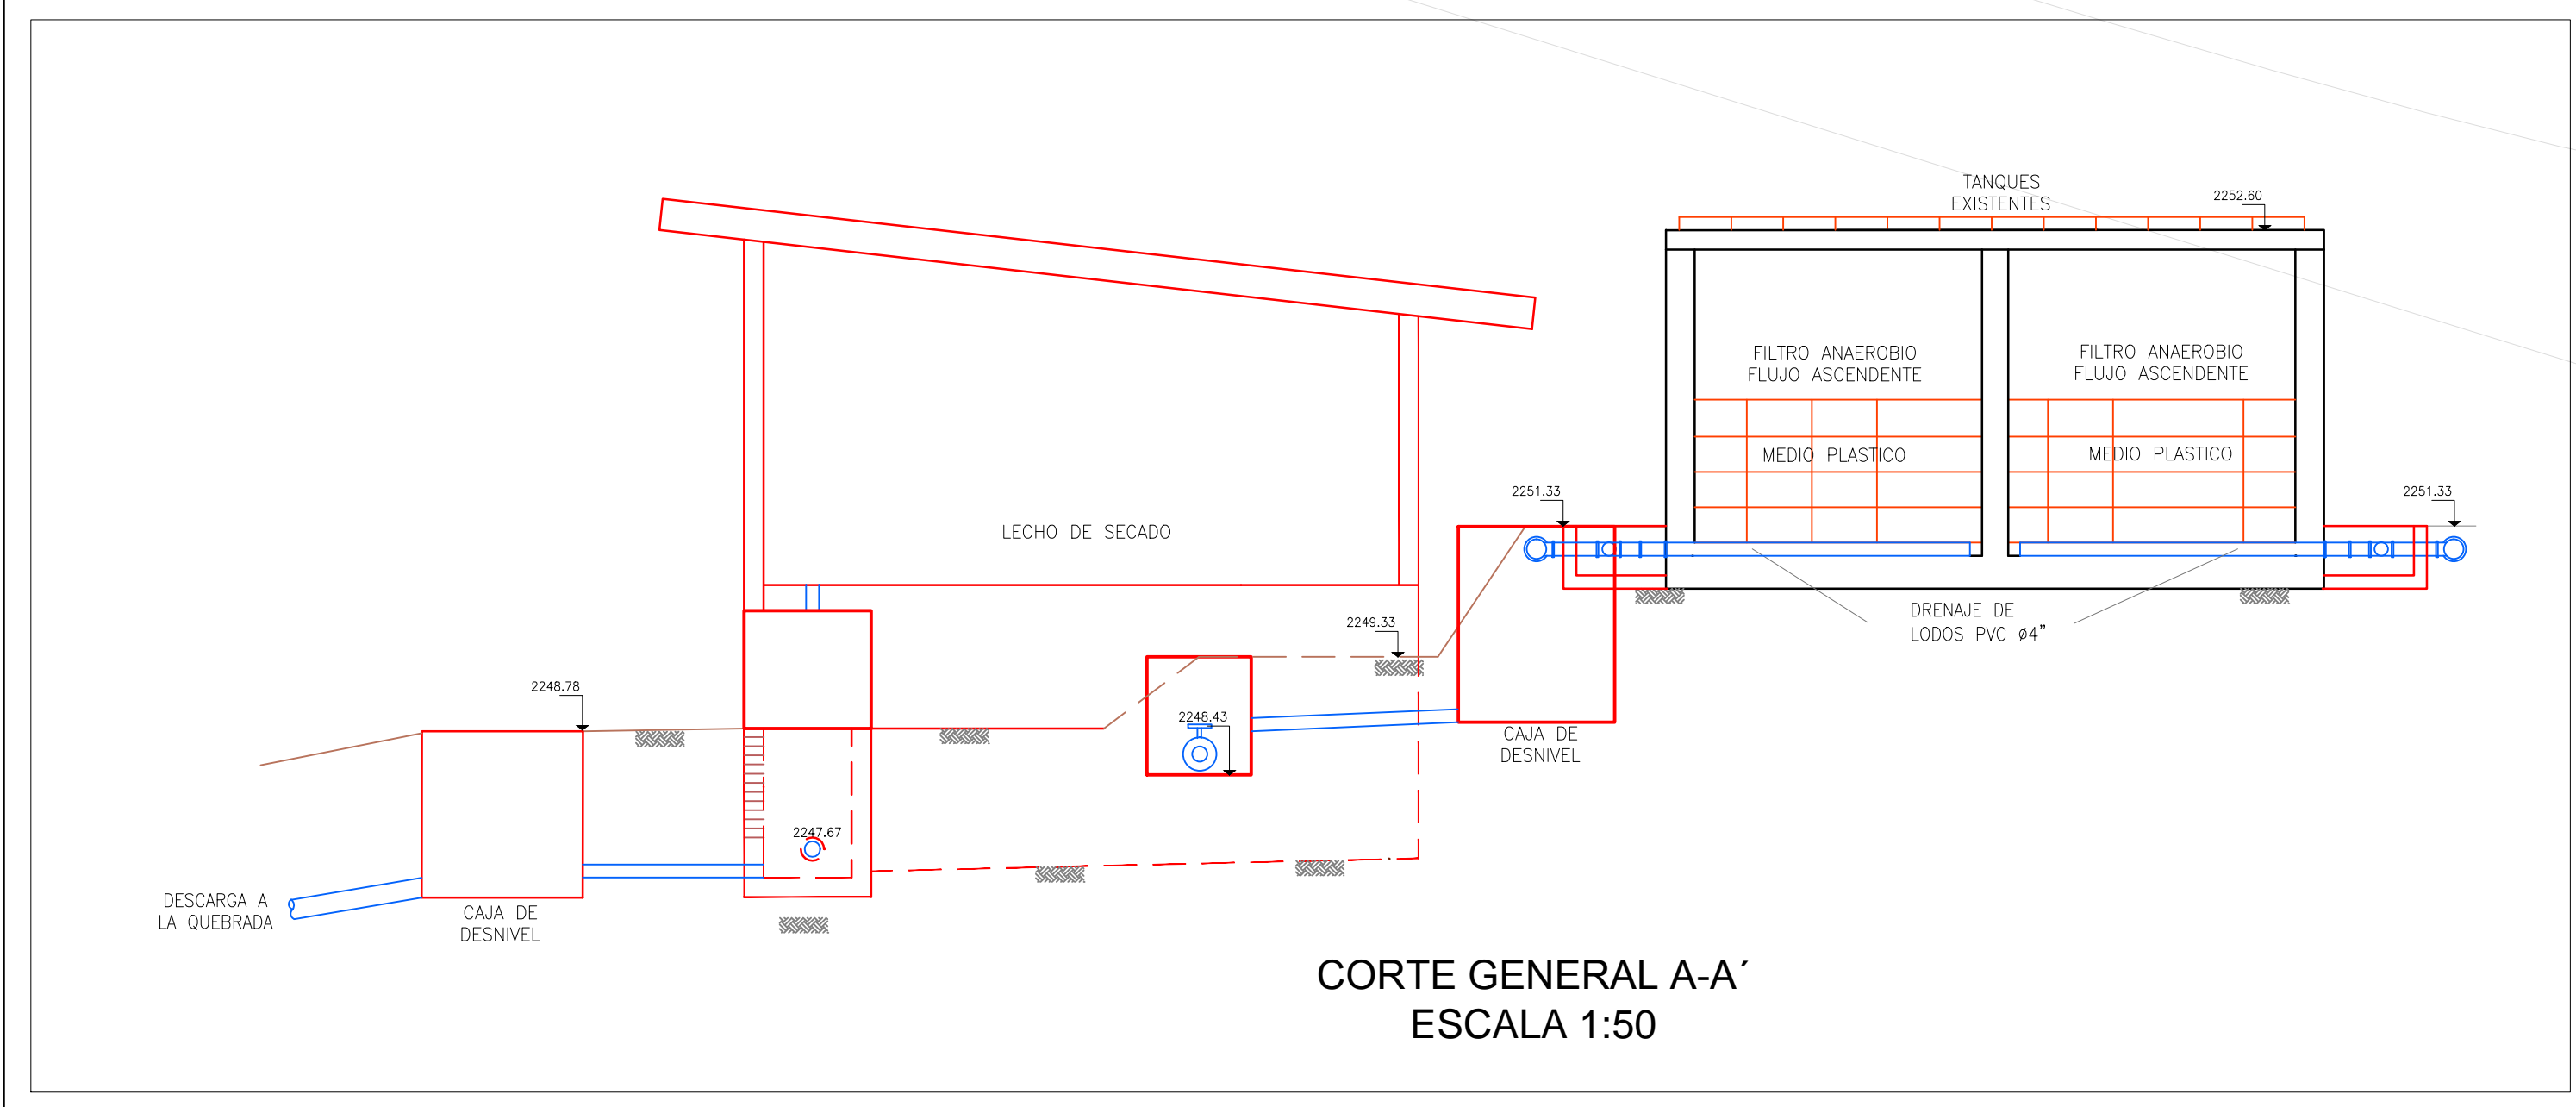 TANQUES
EXISTENTES
2252.60
FILTRO ANAEROBIO
FLUJO ASCENDENTE
FILTRO ANAEROBIO
FLUJO ASCENDENTE
MEDIO PLASTICO
MEDIO PLASTICO
2251.33
2251.33
LECHO DE SECADO
DRENAJE DE
LODOS PVC ø4”
2249.33
2248.78
2248.43
CAJA DE
DESNIVEL
2247.67
DESCARGA A
LA QUEBRADA
CAJA DE
DESNIVEL
CORTE GENERAL A-A´
ESCALA 1:50